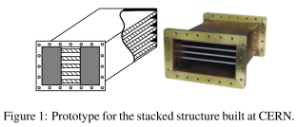 Figure 1: Prototype for the stacked structure built at CERN.